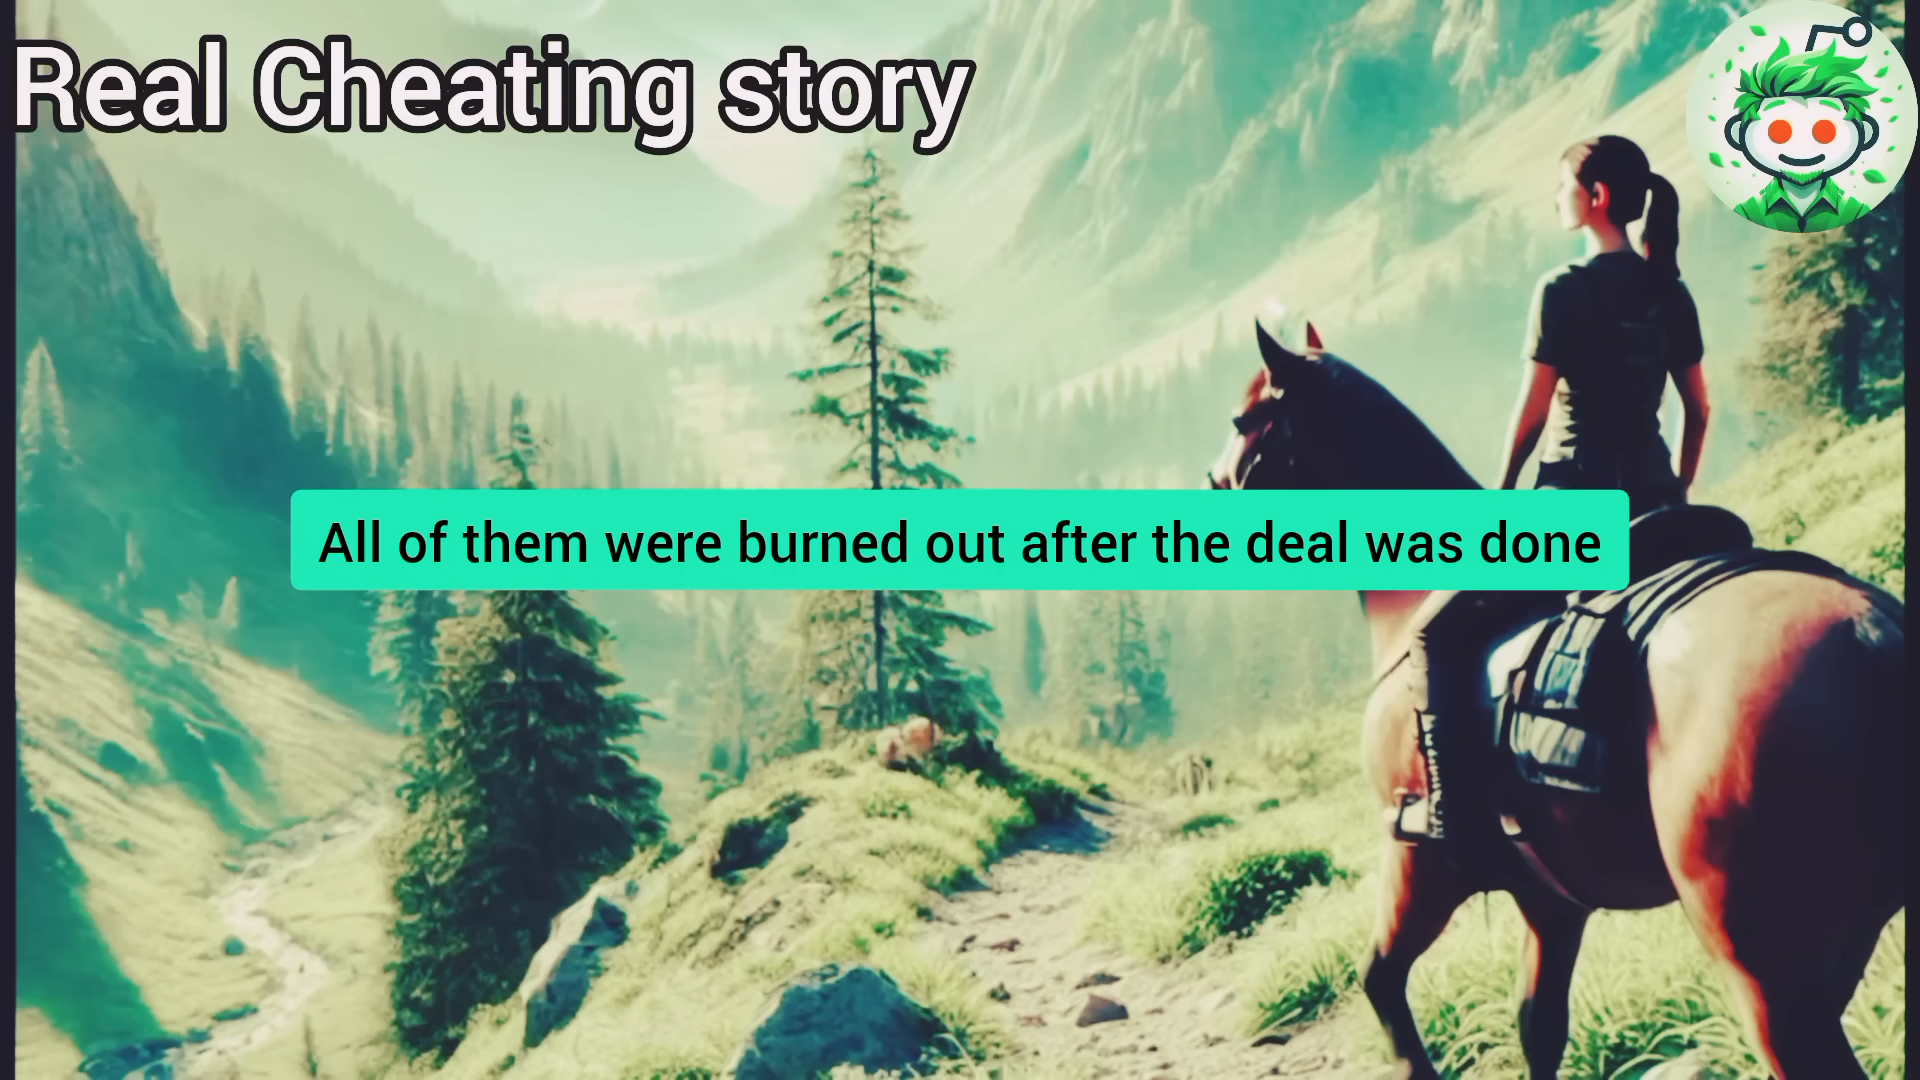 Real Cheating story
All of them were burned out after the deal was done